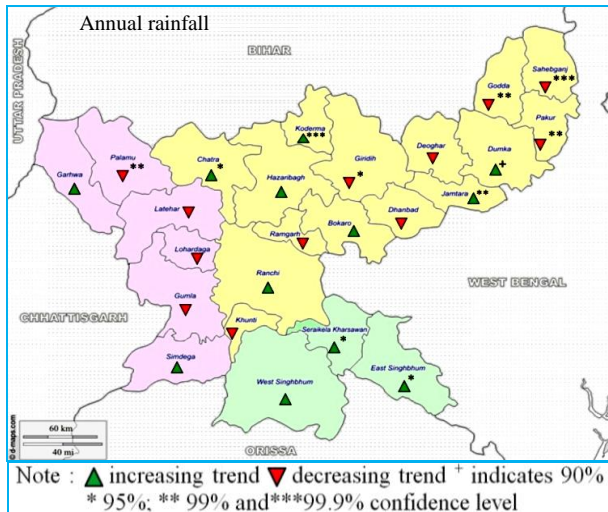 Annual rainfall
BIHAR
UTTAR PRADESH
Sahebganj
***
Godda
**
Koderma
***
Pakur
**
Palamu
**
Chatra
*
Giridih
*
Deoghar
Dumka
+
Garhwa
Hazaribagh
Jamtara
**
Latehar
Bokaro
Dhanbad
Ramgarh
Lohardaga
Ranchi
WEST BENGAL
Gumla
CHHATTISGARH
Khunti
Seraikela Kharsawan
*
Simdega
West Singhbhum
East Singhbhum
*
60 km
40 mi
ORISSA
© d-maps.com
Note : ▲ increasing trend ▼ decreasing trend + indicates 90%
* 95%; ** 99% and***99.9% confidence level